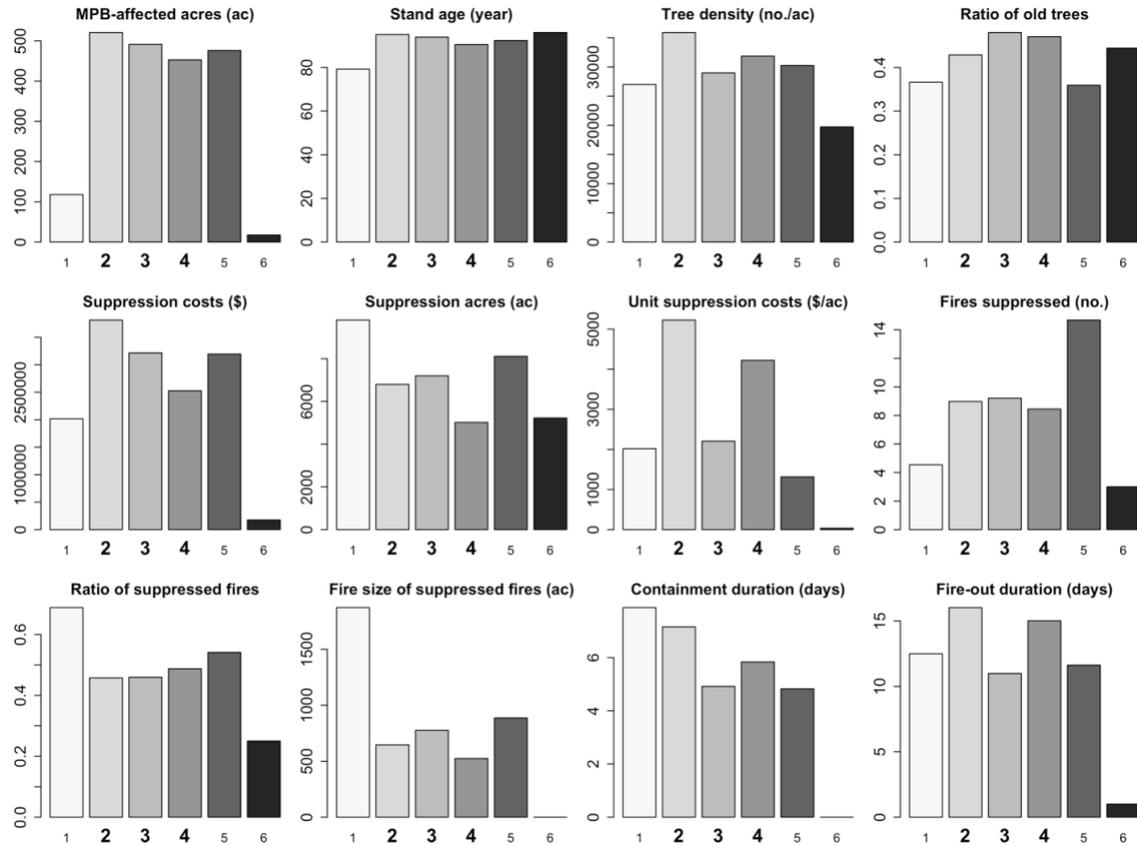 MPB-affected acres (ac)
0 100 200 300 400 500
1 2 3 4 5 6
Stand age (year)
0 20 40 60 80
1 2 3 4 5 6
Tree density (no./ac)
0 10000 20000 30000
1 2 3 4 5 6
Ratio of old trees
0.0 0.1 0.2 0.3 0.4
1 2 3 4 5 6
Suppression costs ($)
0 1000000 2500000
1 2 3 4 5 6
Suppression acres (ac)
0 2000 6000
1 2 3 4 5 6
Unit suppression costs ($/ac)
0 1000 3000 5000
1 2 3 4 5 6
Fires suppressed (no.)
0 2 4 6 8 10 14
1 2 3 4 5 6
Ratio of suppressed fires
0.0 0.2 0.4 0.6
1 2 3 4 5 6
Fire size of suppressed fires (ac)
0 500 1000 1500
1 2 3 4 5 6
Containment duration (days)
0 2 4 6
1 2 3 4 5 6
Fire-out duration (days)
0 5 10 15
1 2 3 4 5 6